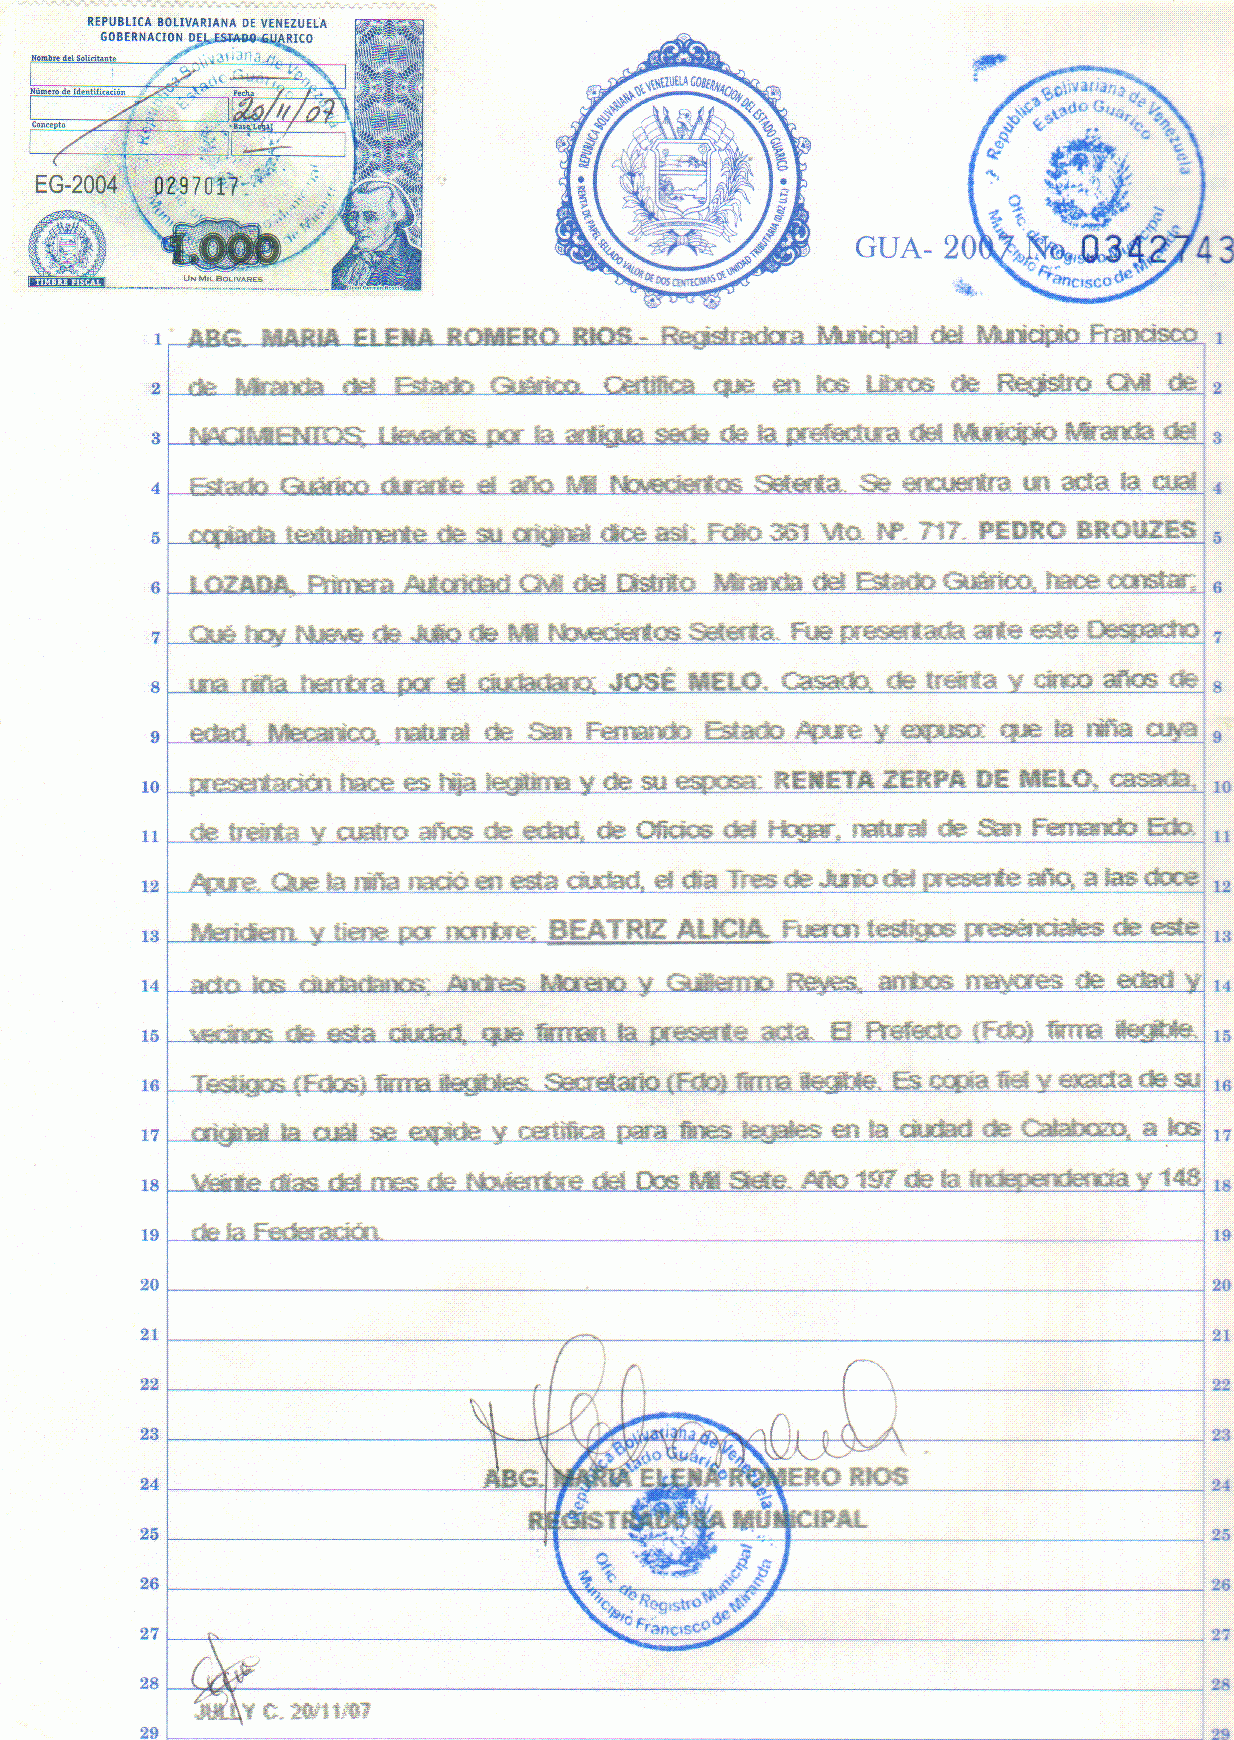 REPUBLICA BOLIVARIANA DE VENEZUELA
GOBERNACION DEL ESTADO GUARICO
Nombre del Solicitante
Número de Identificación
Fecha
20/11/07
Concepto
Base Legal
EG-2004 0297017
1.000
UN MIL BOLIVARES
TIMBRE FISCAL
REPUBLICA BOLIVARIANA DE VENEZUELA GOBERNACION DEL ESTADO GUARICO
RENTA DE PAPEL SELLADO VALOR DE DOS CENTECIMAS DE UNIDAD TRIBUTARIA (0,02 U.T.)
Republica Bolivariana de Venezuela
Estado Guárico
Ofic. de Registro Municipal
Municipio Francisco de Miranda
GUA- 200 No 0342743
1 ABG. MARIA ELENA ROMERO RIOS.- Registradora Municipal del Municipio Francisco 1
2 de Miranda del Estado Guárico. Certifica que en los Libros de Registro Civil de 2
3 NACIMIENTOS; Llevados por la antigua sede de la prefectura del Municipio Miranda del 3
4 Estado Guárico durante el año Mil Novecientos Setenta. Se encuentra un acta la cual 4
5 copiada textualmente de su original dice asi; Folio 361 Vto. Nº. 717. PEDRO BROUZES 5
6 LOZADA, Primera Autoridad Civil del Distrito Miranda del Estado Guárico, hace constar; 6
7 Qué hoy Nueve de Julio de Mil Novecientos Setenta. Fue presentada ante este Despacho 7
8 una niña hembra por el ciudadano; JOSÉ MELO. Casado, de treinta y cinco años de 8
9 edad, Mecanico, natural de San Fernando Estado Apure y expuso: que la niña cuya 9
10 presentación hace es hija legitima y de su esposa: RENETA ZERPA DE MELO, casada, 10
11 de treinta y cuatro años de edad, de Oficios del Hogar, natural de San Fernando Edo. 11
12 Apure. Que la niña nació en esta ciudad, el día Tres de Junio del presente año, a las doce 12
13 Meridiem. y tiene por nombre; BEATRIZ ALICIA. Fueron testigos presénciales de este 13
14 acto los ciudadanos; Andres Moreno y Guillermo Reyes, ambos mayores de edad y 14
15 vecinos de esta ciudad, que firman la presente acta. El Prefecto (Fdo) firma ilegible. 15
16 Testigos (Fdos) firma ilegibles. Secretario (Fdo) firma ilegible. Es copia fiel y exacta de su 16
17 original la cuál se expide y certifica para fines legales en la ciudad de Calabozo, a los 17
18 Veinte días del mes de Noviembre del Dos Mil Siete. Año 197 de la Independencia y 148 18
19 de la Federación. 19
20 20
21 21
22 22
23 23
24 ABG. MARIA ELENA ROMERO RIOS 24
25 REGISTRADORA MUNICIPAL 25
Republica Bolivariana de Venezuela
Estado Guárico
Ofic. de Registro Municipal
Municipio Francisco de Miranda
26 26
27 27
28 28
JULLY C. 20/11/07
29 29